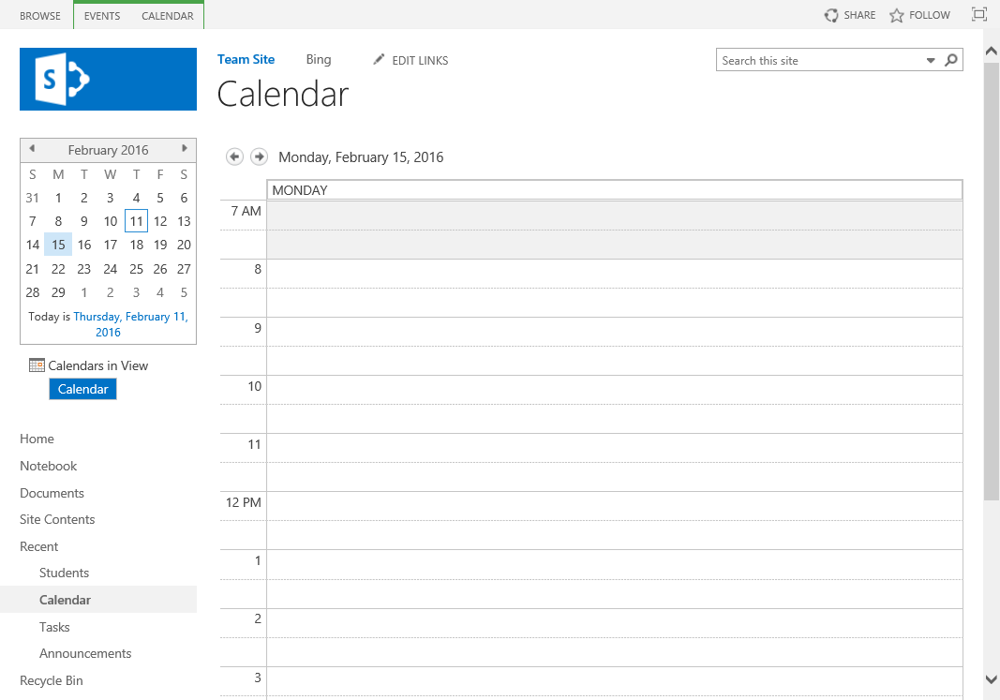 BROWSE EVENTS CALENDAR SHARE FOLLOW
S
Team Site Bing EDIT LINKS
Search this site
Calendar
February 2016
S M T W T F S
31 1 2 3 4 5 6
7 8 9 10 11 12 13
14 15 16 17 18 19 20
21 22 23 24 25 26 27
28 29 1 2 3 4 5
Today is Thursday, February 11,
2016
Calendars in View
Calendar
Home
Notebook
Documents
Site Contents
Recent
Students
Calendar
Tasks
Announcements
Recycle Bin
Monday, February 15, 2016
MONDAY
7 AM
8
9
10
11
12 PM
1
2
3